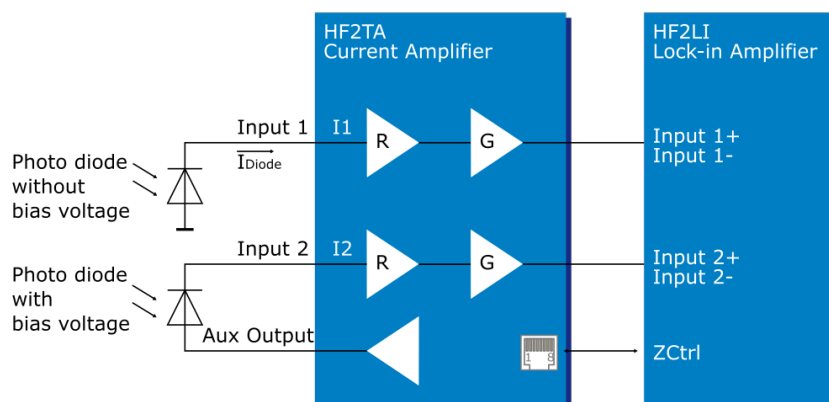 HF2TA
Current Amplifier
HF2LI
Lock-in Amplifier
Input 1
I1
R
G
Input 1+
Input 1-
IDiode
Photo diode
without
bias voltage
Input 2
I2
R
G
Input 2+
Input 2-
Photo diode
with
bias voltage
Aux Output
1 8
ZCtrl